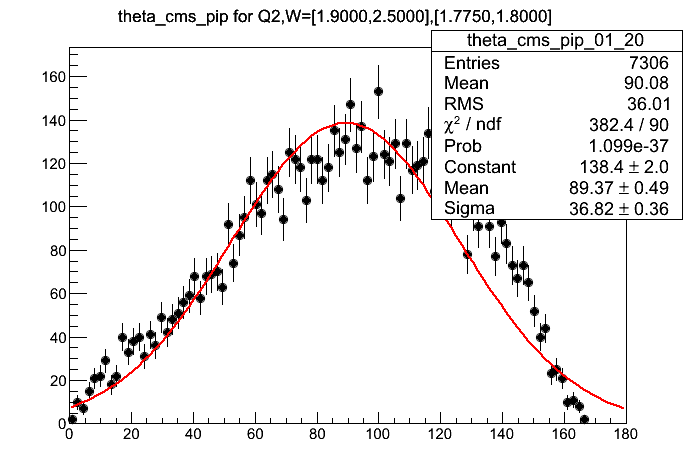 theta_cms_pip for Q2,W=[1.9000,2.5000],[1.7750,1.8000]
theta_cms_pip_01_20
Entries 7306
Mean 90.08
RMS 36.01
χ² / ndf 382.4 / 90
Prob 1.099e-37
Constant 138.4 ± 2.0
Mean 89.37 ± 0.49
Sigma 36.82 ± 0.36
160
140
120
100
80
60
40
20
0
0 20 40 60 80 100 120 140 160 180